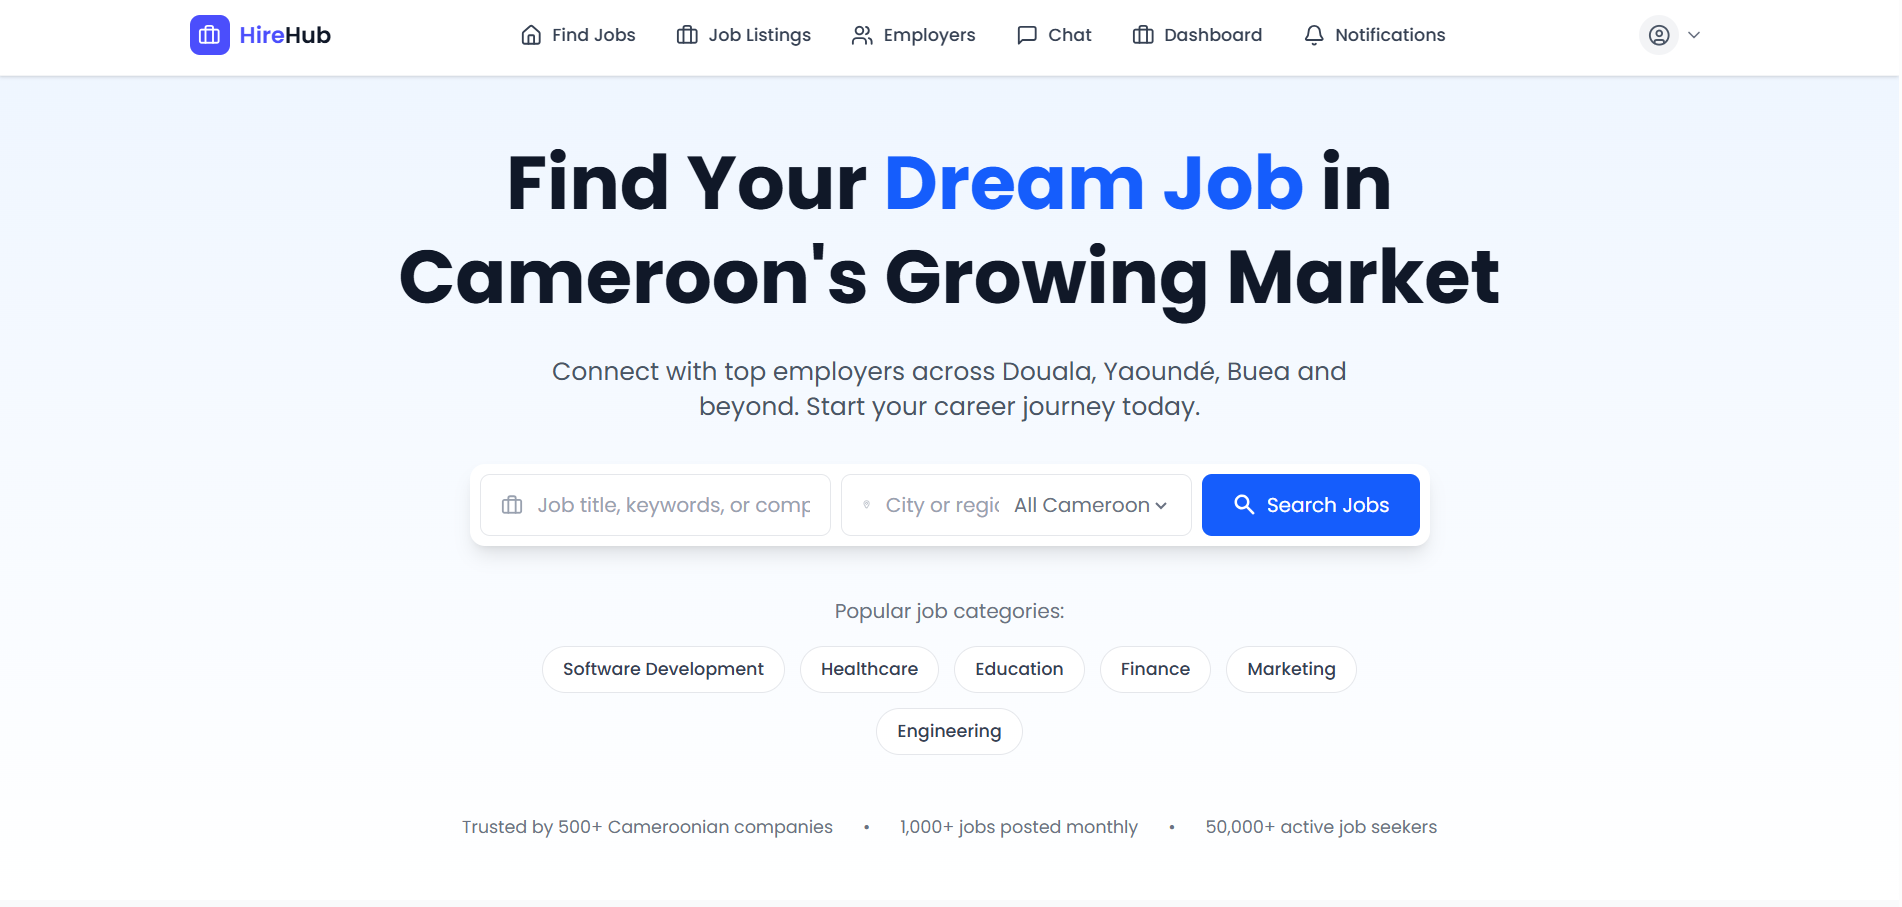 HireHub
Find Jobs
Job Listings
Employers
Chat
Dashboard
Notifications
Find Your Dream Job in
Cameroon's Growing Market
Connect with top employers across Douala, Yaoundé, Buea and
beyond. Start your career journey today.
Job title, keywords, or comp
City or regic
All Cameroon
Search Jobs
Popular job categories:
Software Development
Healthcare
Education
Finance
Marketing
Engineering
Trusted by 500+ Cameroonian companies • 1,000+ jobs posted monthly • 50,000+ active job seekers